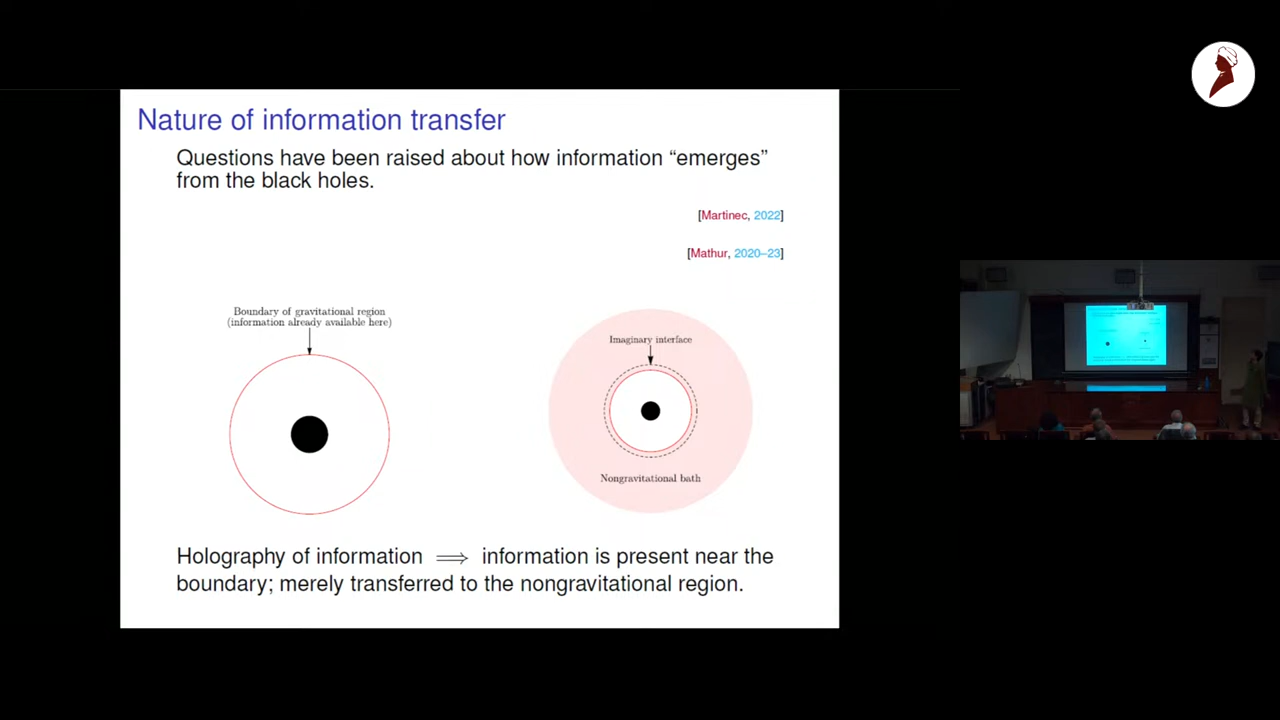 Nature of information transfer
Questions have been raised about how information “emerges”
from the black holes.
[Martinec, 2022]
[Mathur, 2020–23]
Boundary of gravitational region
(information already available here)
Imaginary interface
Nongravitational bath
Holography of information ⟹ information is present near the
boundary; merely transferred to the nongravitational region.